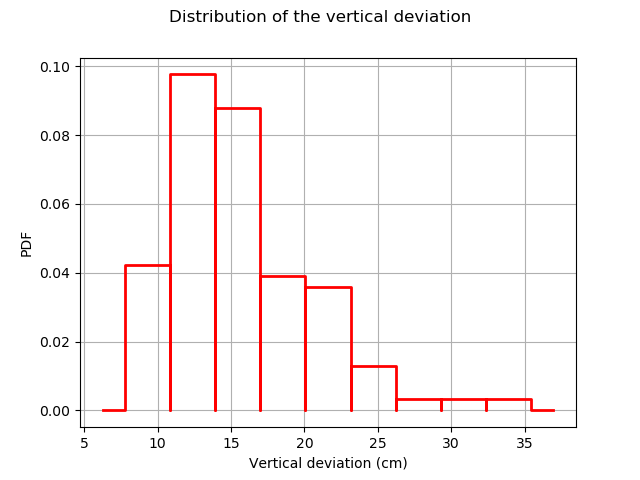 Distribution of the vertical deviation
0.10
0.08
0.06
0.04
0.02
0.00
PDF
5 10 15 20 25 30 35
Vertical deviation (cm)